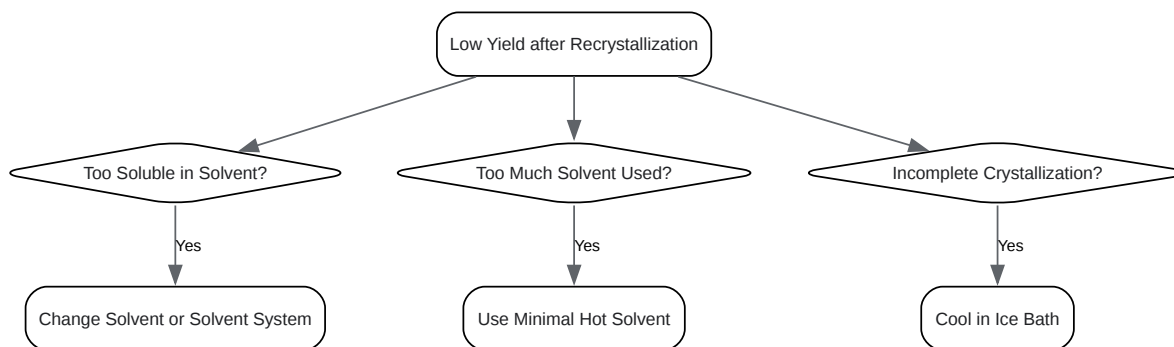 Low Yield after Recrystallization
Too Soluble in Solvent?
Too Much Solvent Used?
Incomplete Crystallization?
Yes
Yes
Yes
Change Solvent or Solvent System
Use Minimal Hot Solvent
Cool in Ice Bath